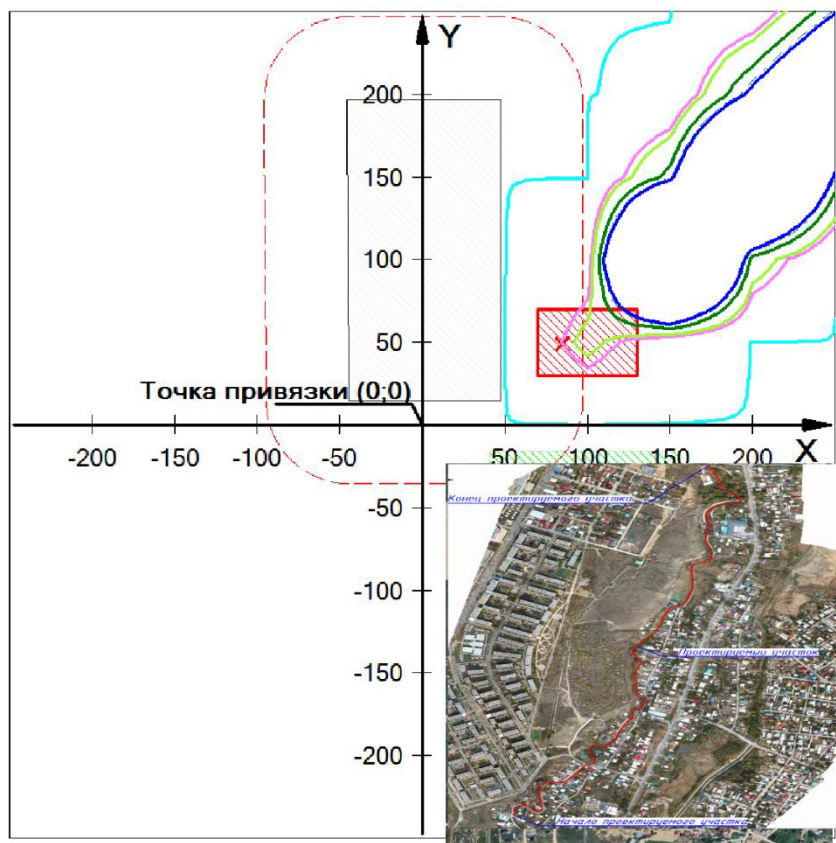 Y
200
150
100
50
Точка привязки (0;0)
X
-200
-150
-100
-50
50
100
150
200
-50
-100
-150
-200
Конец проектируемого участка
Проектируемый участок
Начало проектируемого участка